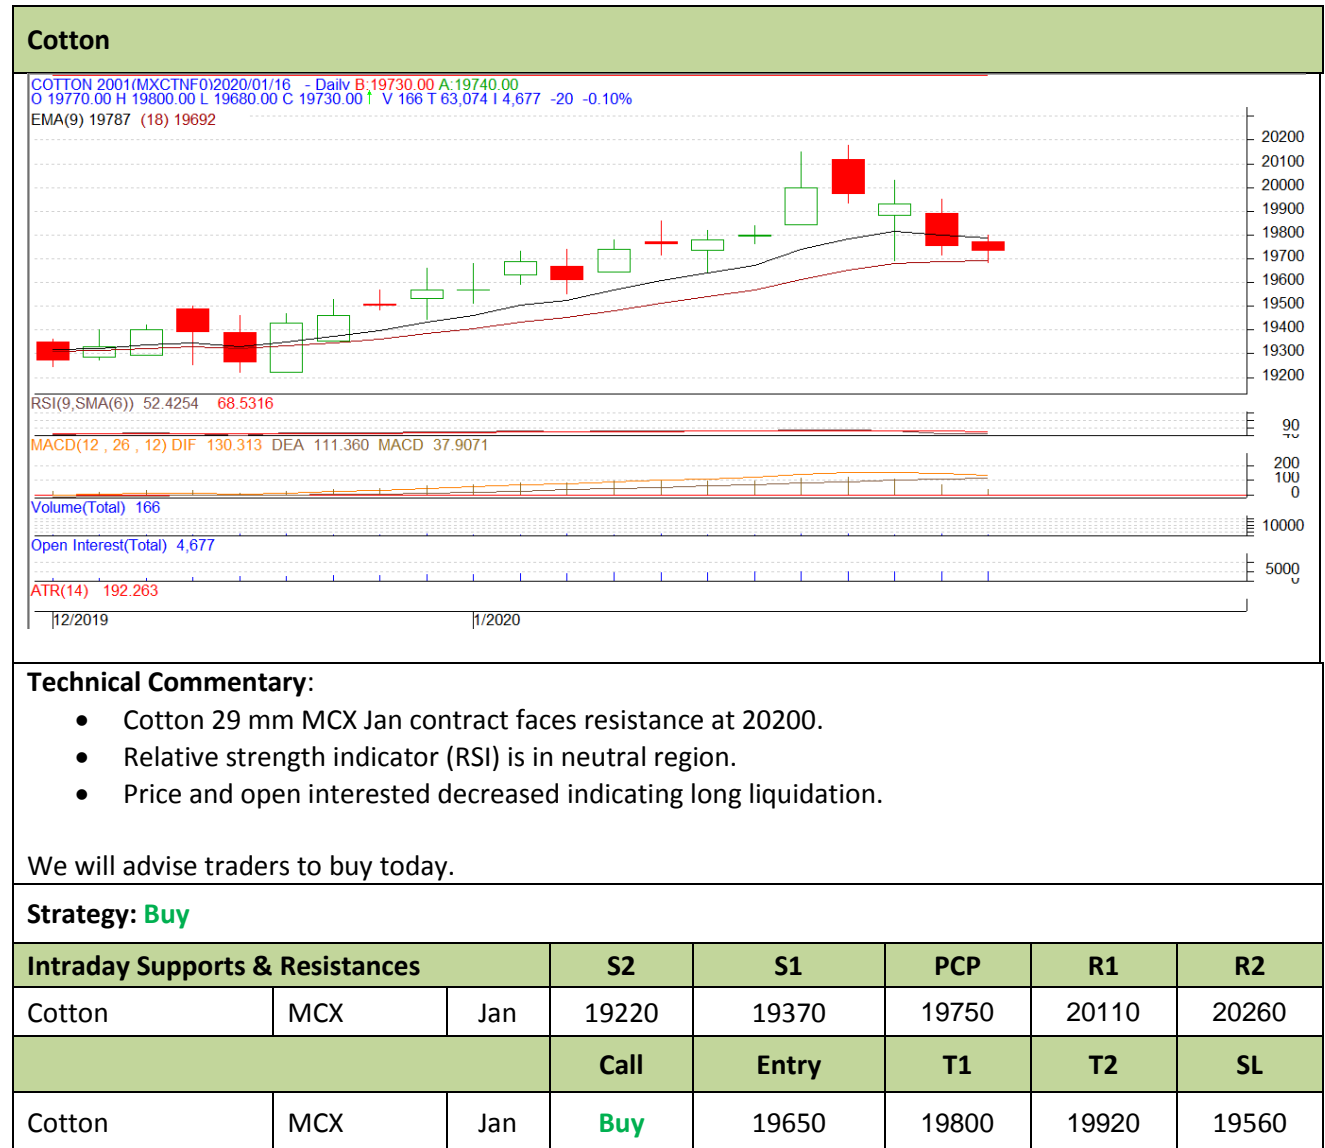 Cotton
COTTON 2001(MXCTNF0)2020/01/16 - Daily B:19730.00 A:19740.00
O 19770.00 H 19800.00 L 19680.00 C 19730.00↑ V 166 T 63,074 I 4,677 -20 -0.10%
EMA(9) 19787 (18) 19692
20200
20100
20000
19900
19800
19700
19600
19500
19400
19300
19200
RSI(9,SMA(6)) 52.4254 68.5316
90
40
MACD(12 , 26 , 12) DIF 130.313 DEA 111.360 MACD 37.9071
200
100
0
Volume(Total) 166
10000
Open Interest(Total) 4,677
5000
0
ATR(14) 192.263
12/2019 1/2020
Technical Commentary:
• Cotton 29 mm MCX Jan contract faces resistance at 20200.
• Relative strength indicator (RSI) is in neutral region.
• Price and open interested decreased indicating long liquidation.
We will advise traders to buy today.
Strategy: Buy
Intraday Supports & Resistances S2 S1 PCP R1 R2
Cotton MCX Jan 19220 19370 19750 20110 20260
Call Entry T1 T2 SL
Cotton MCX Jan Buy 19650 19800 19920 19560